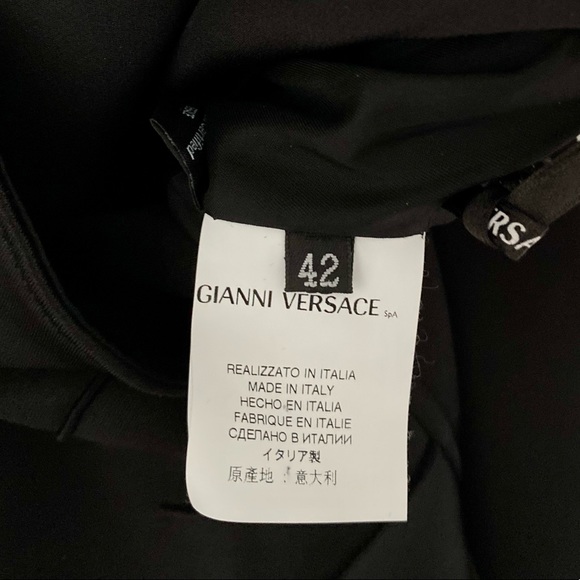 42
GIANNI VERSACE SpA
REALIZZATO IN ITALIA
MADE IN ITALY
HECHO EN ITALIA
FABRIQUE EN ITALIE
СДЕЛАНО В ИТАЛИИ
イタリア製
原產地 : 意大利
ERSA